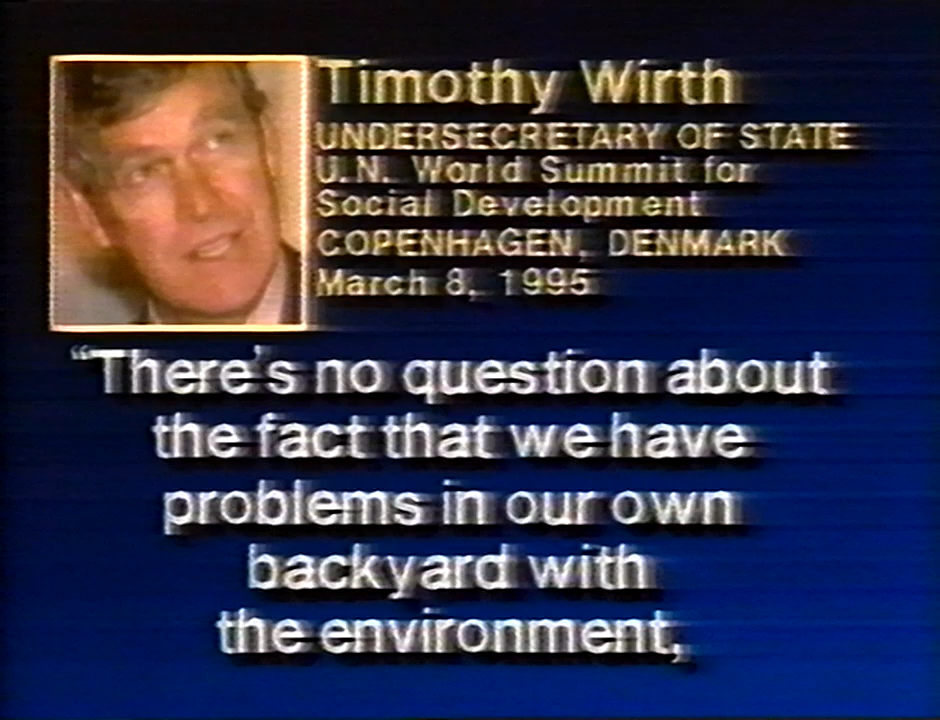 Timothy Wirth
UNDERSECRETARY OF STATE
U.N. World Summit for
Social Development
COPENHAGEN, DENMARK
March 8, 1995
“There's no question about
the fact that we have
problems in our own
backyard with
the environment,